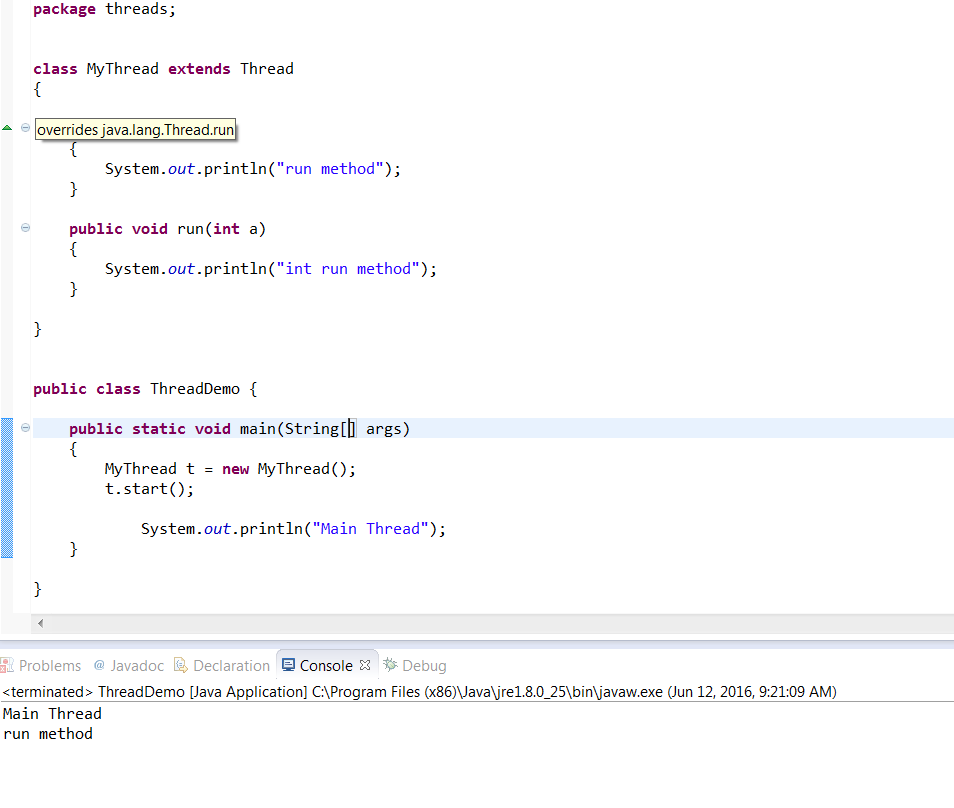 package threads;
class MyThread extends Thread
{
overrides java.lang.Thread.run
{
System.out.println("run method");
}
public void run(int a)
{
System.out.println("int run method");
}
}
public class ThreadDemo {
public static void main(String[] args)
{
MyThread t = new MyThread();
t.start();
System.out.println("Main Thread");
}
}
Problems @ Javadoc Declaration Console Debug
<terminated> ThreadDemo [Java Application] C:\Program Files (x86)\Java\jre1.8.0_25\bin\javaw.exe (Jun 12, 2016, 9:21:09 AM)
Main Thread
run method